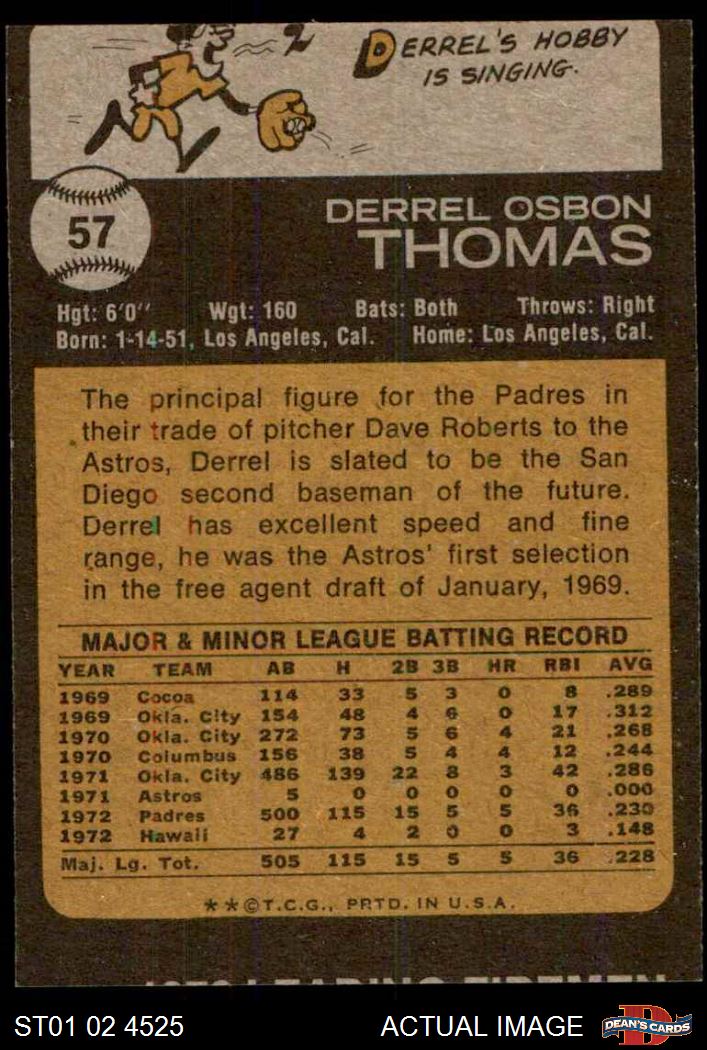 DERREL'S HOBBY
IS SINGING.
57
DERREL OSBON
THOMAS
Hgt: 6'0" Wgt: 160 Bats: Both Throws: Right
Born: 1-14-51, Los Angeles, Cal. Home: Los Angeles, Cal.
The principal figure for the Padres in
their trade of pitcher Dave Roberts to the
Astros, Derrel is slated to be the San
Diego second baseman of the future.
Derrel has excellent speed and fine
range, he was the Astros' first selection
in the free agent draft of January, 1969.
MAJOR & MINOR LEAGUE BATTING RECORD
YEAR TEAM AB H 2B 3B HR RBI AVG
1969 Cocoa 114 33 5 3 0 8 .289
1969 Okla. City 154 48 4 6 0 17 .312
1970 Okla. City 272 73 5 6 4 21 .268
1970 Columbus 156 38 5 4 4 12 .244
1971 Okla. City 486 139 22 8 3 42 .286
1971 Astros 5 0 0 0 0 0 .000
1972 Padres 500 115 15 5 5 36 .230
1972 Hawaii 27 4 2 0 0 3 .148
Maj. Lg. Tot. 505 115 15 5 5 36 .228
**©T.C.G., PRTD. IN U.S.A.
LEADING FIREMEN
ST01 02 4525 ACTUAL IMAGE DEAN'S CARDS